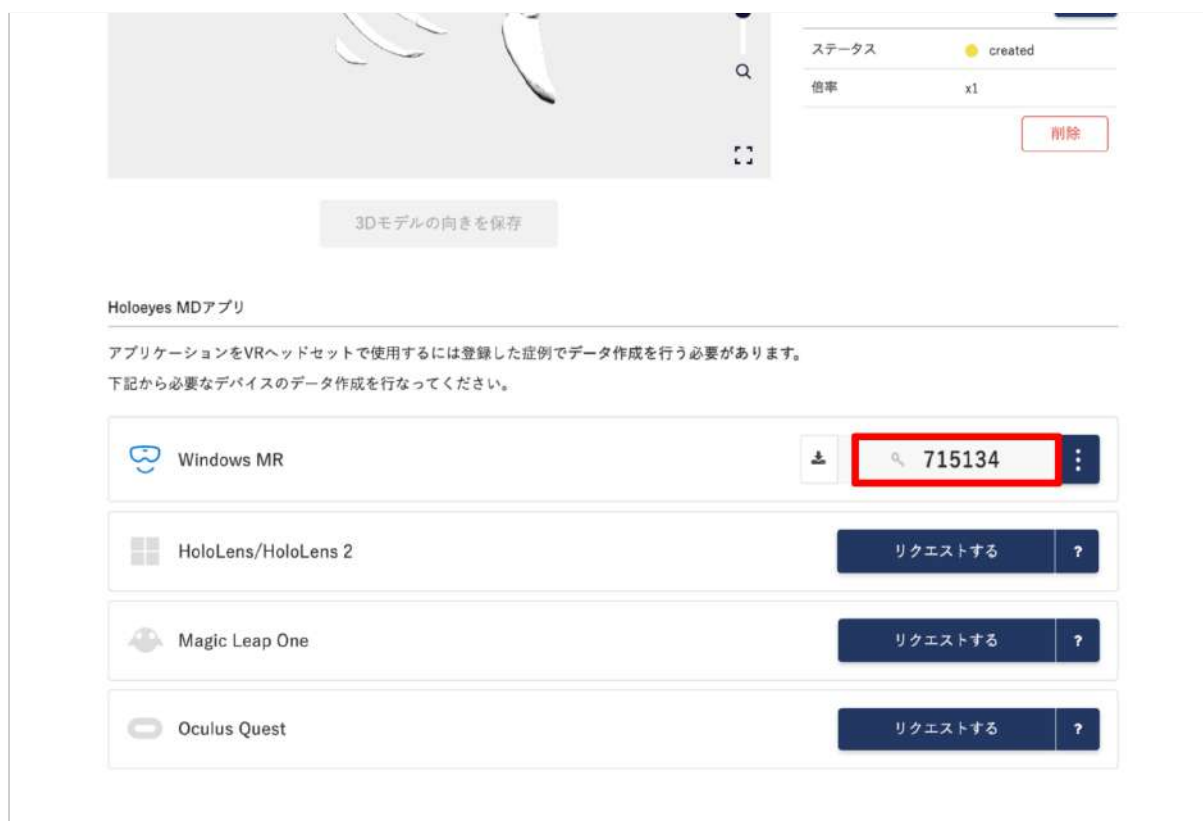 ステータス
created
倍率
x1
削除
3Dモデルの向きを保存
Holoeyes MDアプリ
アプリケーションをVRヘッドセットで使用するには登録した症例でデータ作成を行う必要があります。
下記から必要なデバイスのデータ作成を行なってください。
Windows MR
715134
HoloLens/HoloLens 2
リクエストする
?
Magic Leap One
リクエストする
?
Oculus Quest
リクエストする
?